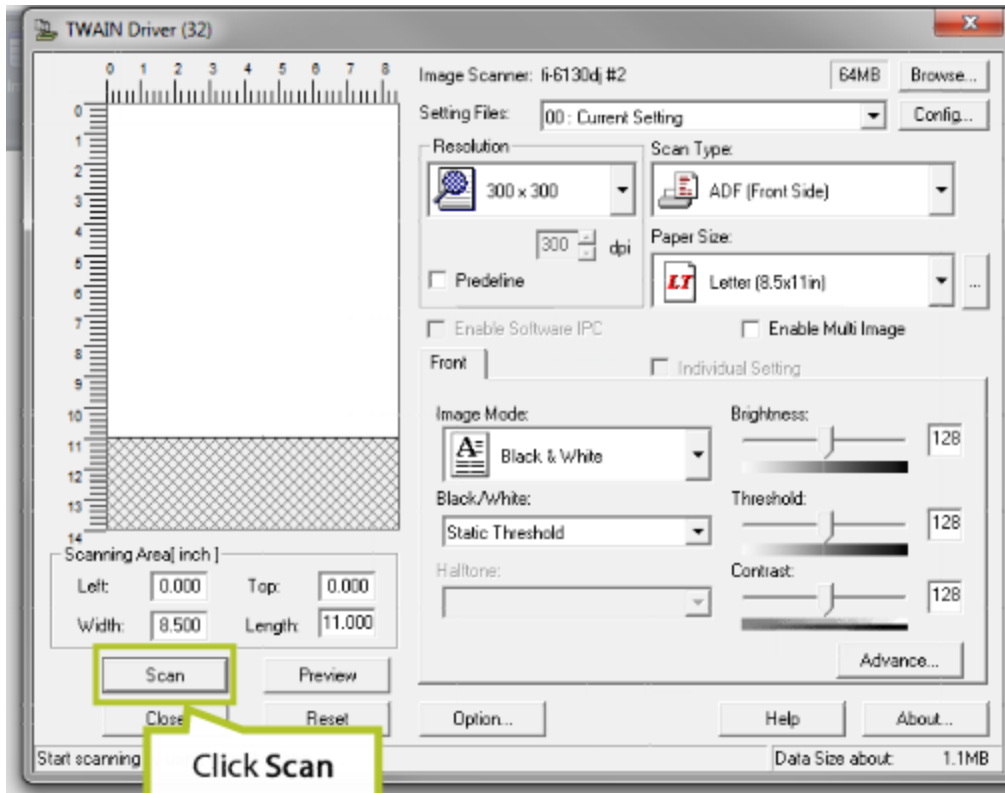 TWAIN Driver (32)
0 1 2 3 4 5 6 7 8
0
1
2
3
4
5
6
7
8
9
10
11
12
13
14
Scanning Area[ inch ]
Left: 0.000 Top: 0.000
Width: 8.500 Length: 11.000
Scan Preview
Close Reset
Start scanning
Click Scan
Image Scanner: fi-6130dj #2 64MB Browse...
Setting Files: 00 : Current Setting Config...
Resolution
300 x 300
300 dpi
Predefine
Scan Type:
ADF (Front Side)
Paper Size:
LT Letter (8.5x11in) ...
Enable Software IPC Enable Multi Image
Front Individual Setting
Image Mode:
A Black & White
Black/White:
Static Threshold
Halftone:
Brightness:
128
Threshold:
128
Contrast:
128
Advance...
Option... Help About...
Data Size about: 1.1MB